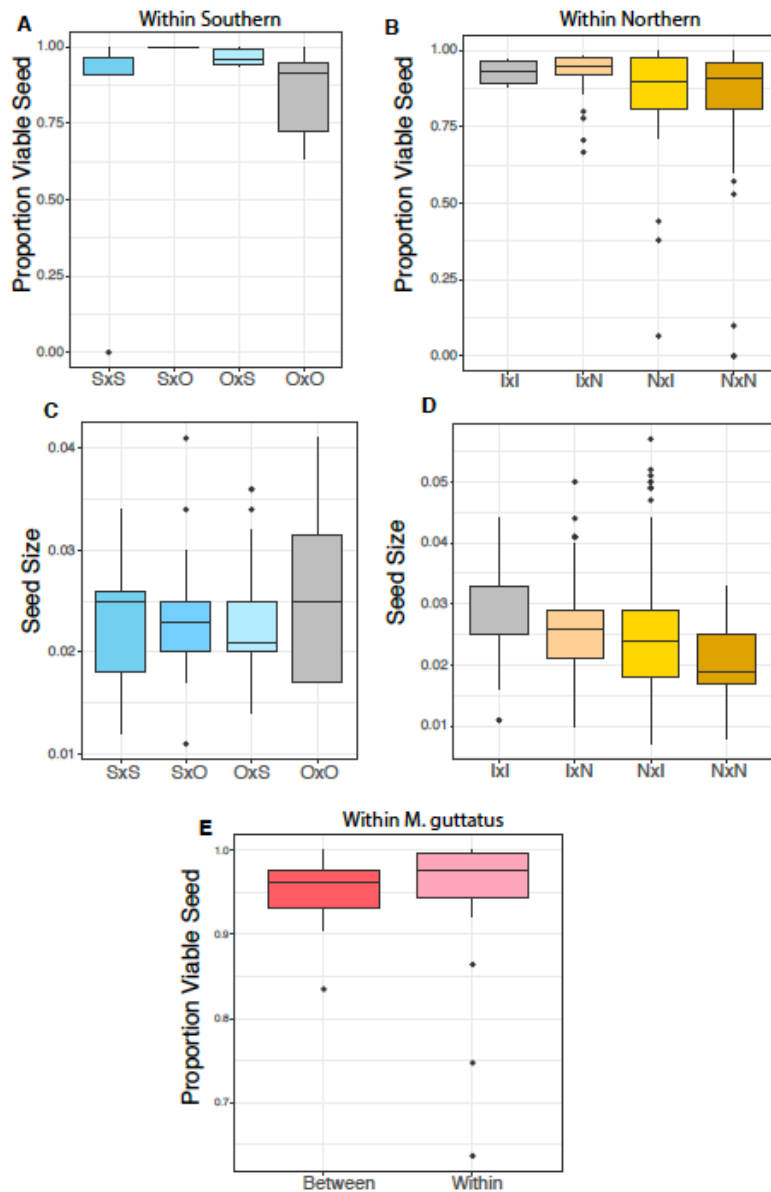 A Within Southern
Proportion Viable Seed
1.00
0.75
0.50
0.25
0.00
SxS SxO OxS OxO
B Within Northern
Proportion Viable Seed
1.00
0.75
0.50
0.25
0.00
IxI IxN NxI NxN
C
Seed Size
0.04
0.03
0.02
0.01
SxS SxO OxS OxO
D
Seed Size
0.05
0.04
0.03
0.02
0.01
IxI IxN NxI NxN
E Within M. guttatus
Proportion Viable Seed
1.0
0.9
0.8
0.7
Between Within